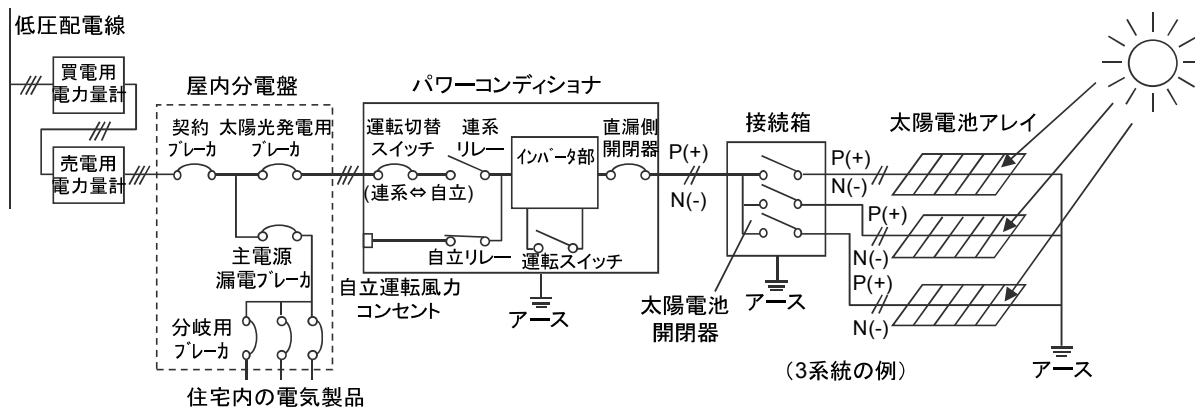 低圧配電線
買電用
電力量計
売電用
電力量計
屋内分電盤
契約
ブレーカ
太陽光発電用
ブレーカ
主電源
漏電ブレーカ
分岐用
ブレーカ
住宅内の電気製品
パワーコンディショナ
運転切替
スイッチ
(連系⇔自立)
連系
リレー
インバータ部
直漏側
開閉器
自立リレー
運転スイッチ
自立運転風力
コンセント
アース
P(+)
N(-)
接続箱
太陽電池
開閉器
アース
太陽電池アレイ
P(+)
N(-)
P(+)
N(-)
P(+)
N(-)
(3系統の例)
アース